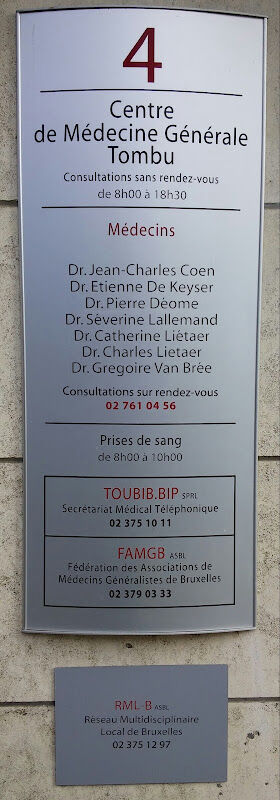 4
Centre
de Médecine Générale
Tombu
Consultations sans rendez-vous
de 8h00 à 18h30
Médecins
Dr. Jean-Charles Coen
Dr. Etienne De Keyser
Dr. Pierre Dėome
Dr. Sėverine Lallemand
Dr. Catherine Liėtaer
Dr. Charles Lietaer
Dr. Gregoire Van Brėe
Consultations sur rendez-vous
02 761 04 56
Prises de sang
de 8h00 à 10h00
TOUBIB.BIP SPRL
Secrétariat Médical Téléphonique
02 375 10 11
FAMGB ASBL
Fédération des Associations de
Médecins Généralistes de Bruxelles
02 379 03 33
RML-B ASBL
Réseau Multidisciplinaire
Local de Bruxelles
02 375 12 97